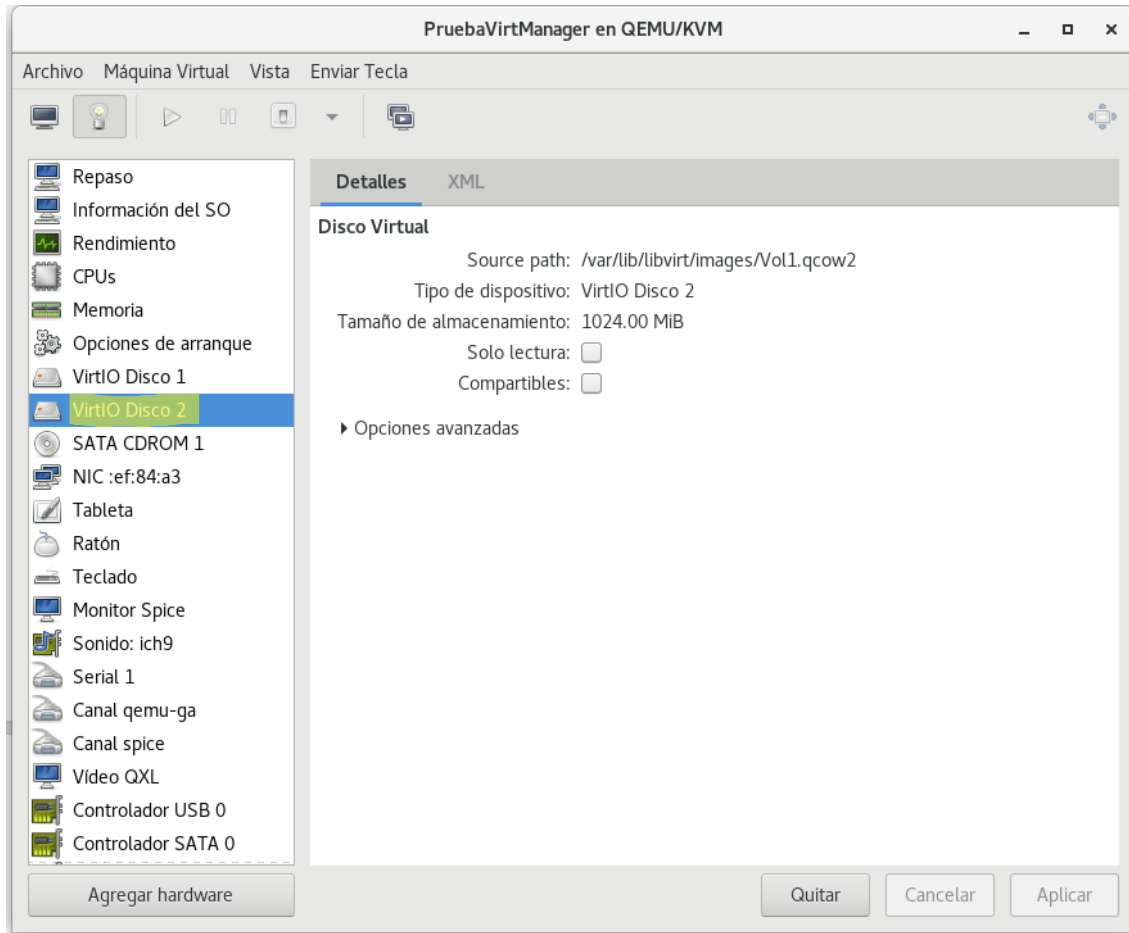 PruebaVirtManager en QEMU/KVM
Archivo Máquina Virtual Vista Enviar Tecla
Repaso
Información del SO
Rendimiento
CPUs
Memoria
Opciones de arranque
VirtIO Disco 1
VirtIO Disco 2
SATA CDROM 1
NIC :ef:84:a3
Tableta
Ratón
Teclado
Monitor Spice
Sonido: ich9
Serial 1
Canal qemu-ga
Canal spice
Vídeo QXL
Controlador USB 0
Controlador SATA 0
Agregar hardware
Detalles XML
Disco Virtual
Source path: /var/lib/libvirt/images/Vol1.qcow2
Tipo de dispositivo: VirtIO Disco 2
Tamaño de almacenamiento: 1024.00 MiB
Solo lectura:
Compartibles:
Opciones avanzadas
Quitar Cancelar Aplicar